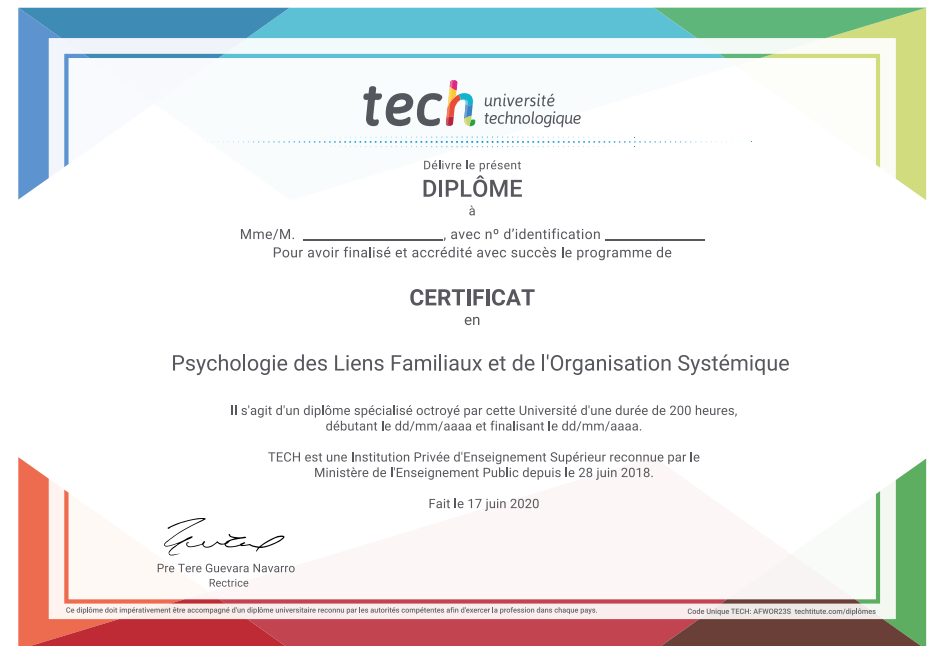 tech université
technologique
Délivre le présent
DIPLÔME
à
Mme/M. ____________________, avec nº d'identification ______________
Pour avoir finalisé et accrédité avec succès le programme de
CERTIFICAT
en
Psychologie des Liens Familiaux et de l'Organisation Systémique
Il s'agit d'un diplôme spécialisé octroyé par cette Université d'une durée de 200 heures,
débutant le dd/mm/aaaa et finalisant le dd/mm/aaaa.
TECH est une Institution Privée d'Enseignement Supérieur reconnue par le
Ministère de l'Enseignement Public depuis le 28 juin 2018.
Fait le 17 juin 2020
Pre Tere Guevara Navarro
Rectrice
Ce diplôme doit impérativement être accompagné d'un diplôme universitaire reconnu par les autorités compétentes afin d'exercer la profession dans chaque pays.
Code Unique TECH: AFWOR23S techtitute.com/diplômes